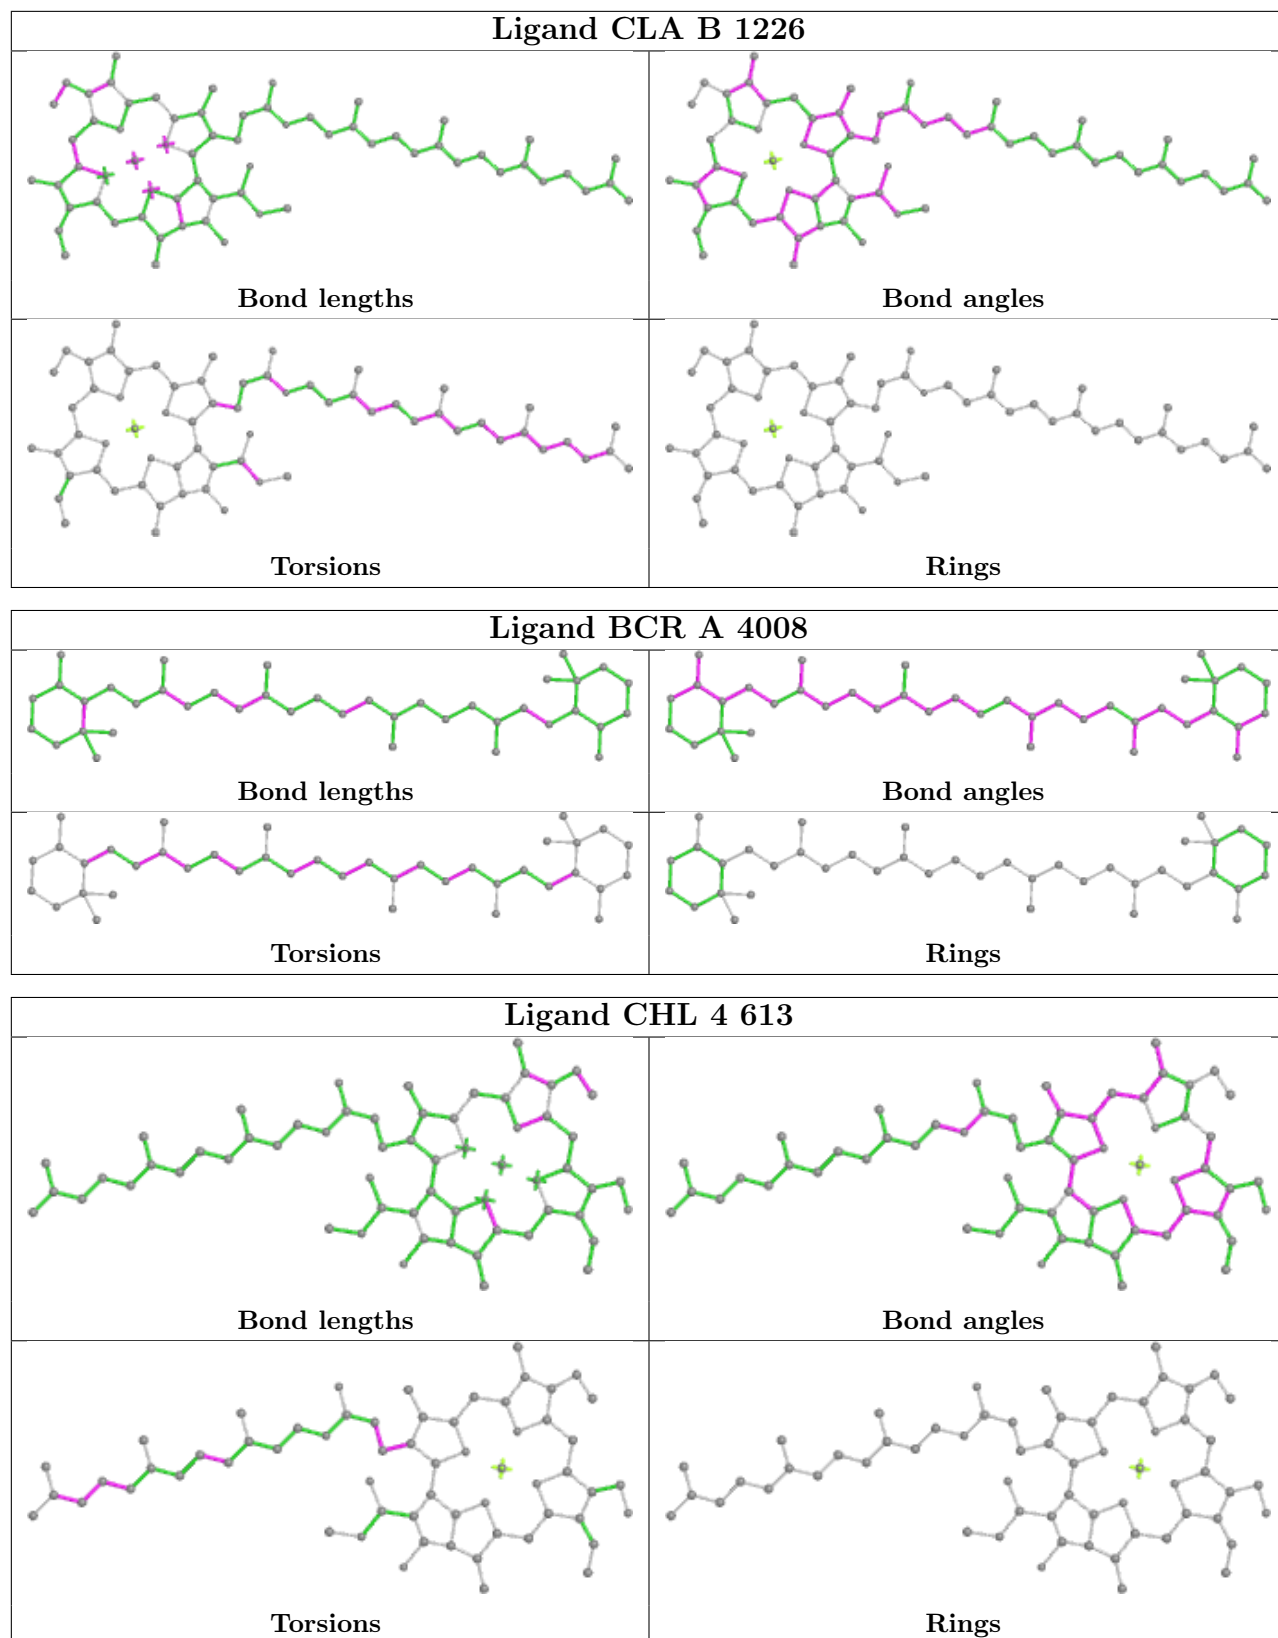 Ligand CLA B 1226
Bond lengths
Bond angles
Torsions
Rings
Ligand BCR A 4008
Bond lengths
Bond angles
Torsions
Rings
Ligand CHL 4 613
Bond lengths
Bond angles
Torsions
Rings